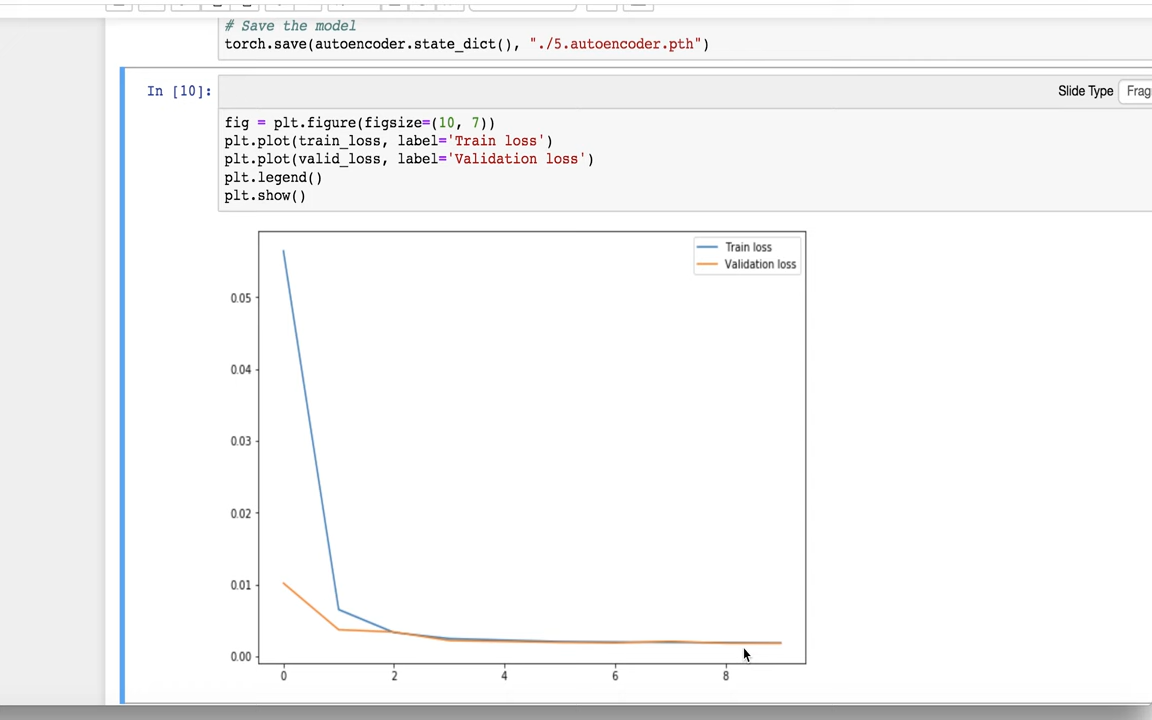 # Save the model
torch.save(autoencoder.state_dict(), "./5.autoencoder.pth")
In [10]:
Slide Type
Frag
fig = plt.figure(figsize=(10, 7))
plt.plot(train_loss, label='Train loss')
plt.plot(valid_loss, label='Validation loss')
plt.legend()
plt.show()
Train loss
Validation loss
0.05
0.04
0.03
0.02
0.01
0.00
0 2 4 6 8